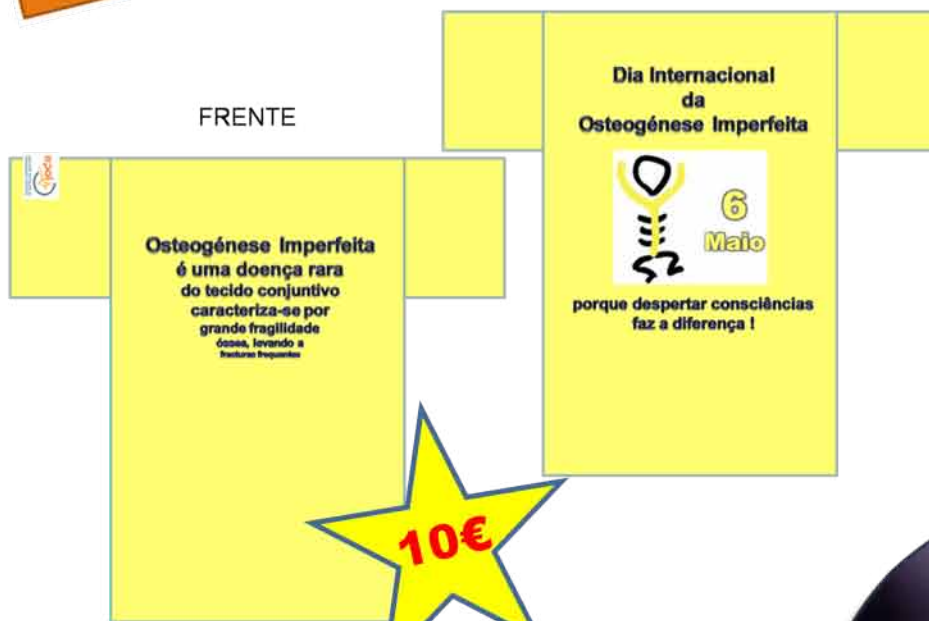 FRENTE
Osteogénese Imperfeita
é uma doença rara
do tecido conjuntivo
caracteriza-se por
grande fragilidade
óssea, levando a
fracturas frequentes
Dia Internacional
da
Osteogénese Imperfeita
6
Maio
porque despertar consciências
faz a diferença !
10€